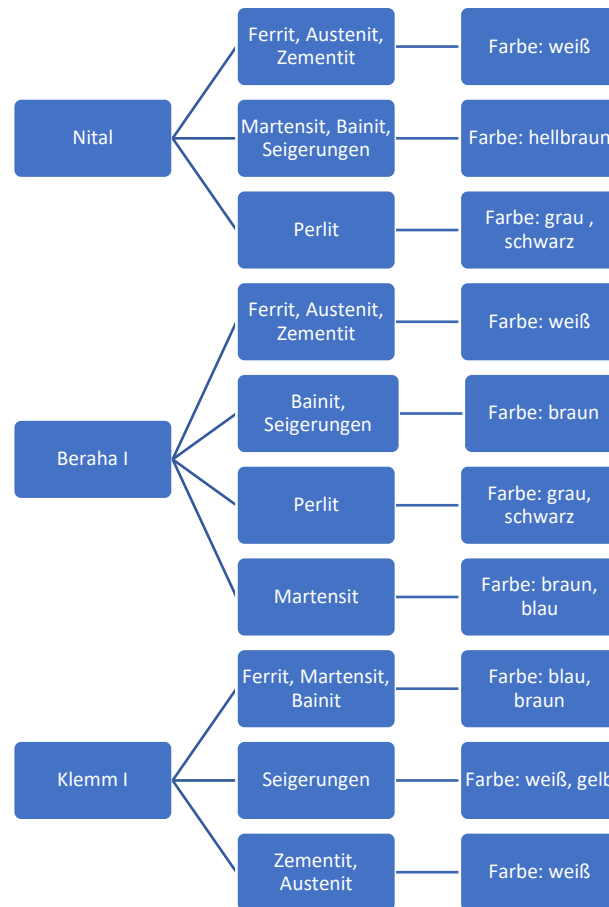 Ferrit, Austenit,
Zementit
Farbe: weiß
Nital
Martensit, Bainit,
Seigerungen
Farbe: hellbraun
Perlit
Farbe: grau ,
schwarz
Ferrit, Austenit,
Zementit
Farbe: weiß
Bainit,
Seigerungen
Farbe: braun
Beraha I
Perlit
Farbe: grau,
schwarz
Martensit
Farbe: braun,
blau
Ferrit, Martensit,
Bainit
Farbe: blau,
braun
Klemm I
Seigerungen
Farbe: weiß, gelb
Zementit,
Austenit
Farbe: weiß